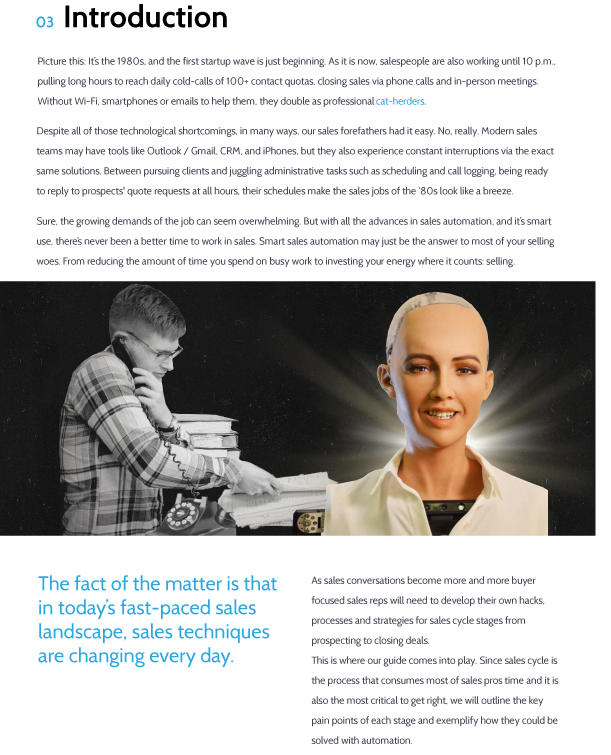 03 Introduction
Picture this: It's the 1980s, and the first startup wave is just beginning. As it is now, salespeople are also working until 10 p.m.,
pulling long hours to reach daily cold-calls of 100+ contact quotas, closing sales via phone calls and in-person meetings.
Without Wi-Fi, smartphones or emails to help them, they double as professional cat-herders.
Despite all of those technological shortcomings, in many ways, our sales forefathers had it easy. No, really. Modern sales
teams may have tools like Outlook / Gmail, CRM, and iPhones, but they also experience constant interruptions via the exact
same solutions. Between pursuing clients and juggling administrative tasks such as scheduling and call logging, being ready
to reply to prospects' quote requests at all hours, their schedules make the sales jobs of the '80s look like a breeze.
Sure, the growing demands of the job can seem overwhelming. But with all the advances in sales automation, and it's smart
use, there's never been a better time to work in sales. Smart sales automation may just be the answer to most of your selling
woes. From reducing the amount of time you spend on busy work to investing your energy where it counts: selling.
The fact of the matter is that
in today's fast-paced sales
landscape, sales techniques
are changing every day.
As sales conversations become more and more buyer
focused sales reps will need to develop their own hacks,
processes and strategies for sales cycle stages from
prospecting to closing deals.
This is where our guide comes into play. Since sales cycle is
the process that consumes most of sales pros time and it is
also the most critical to get right, we will outline the key
pain points of each stage and exemplify how they could be
solved with automation.